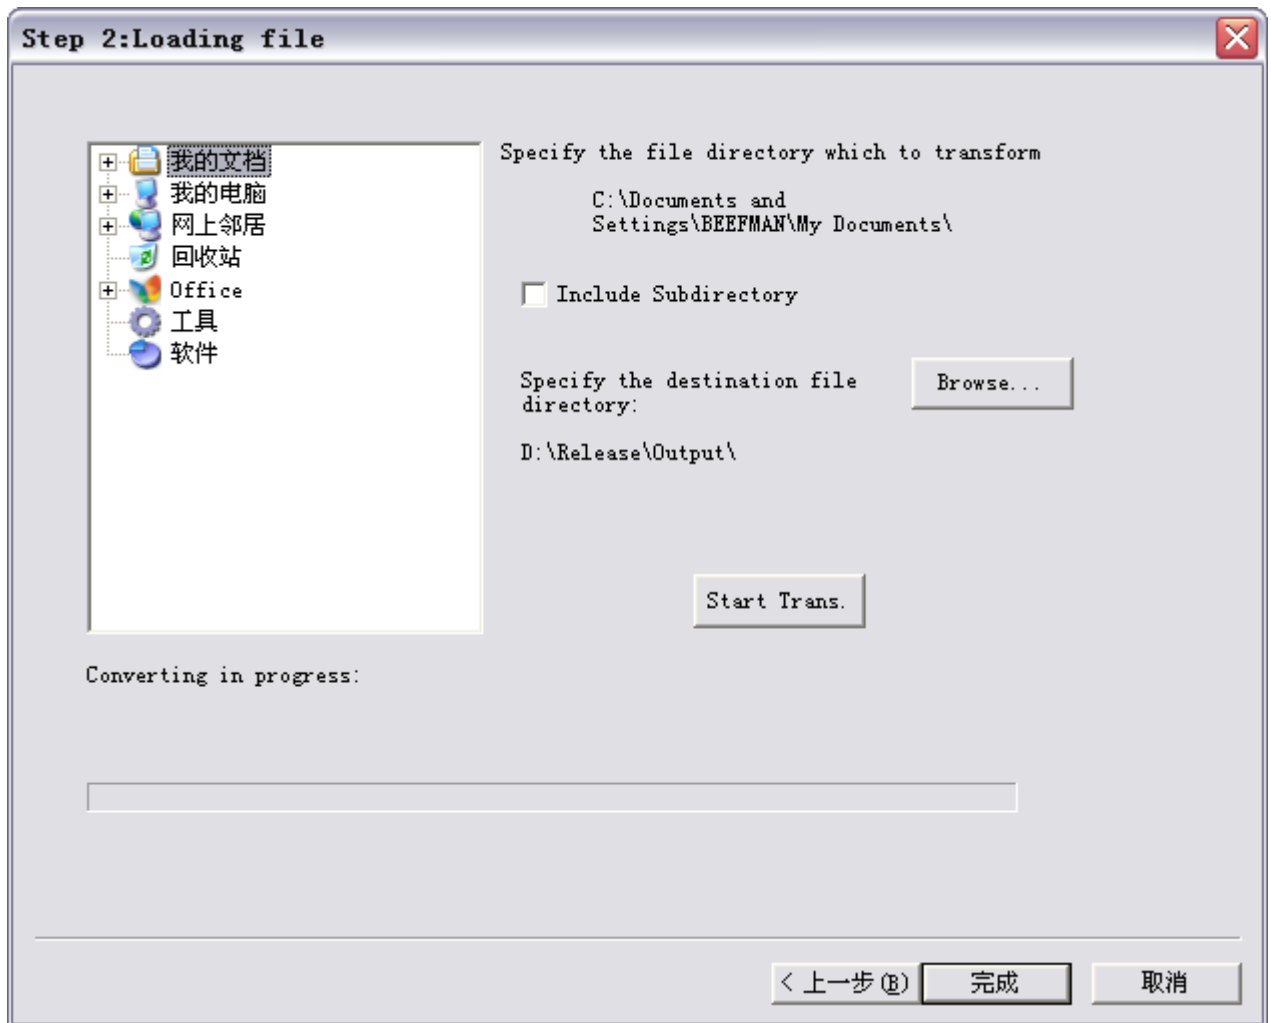 Step 2:Loading file
我的文档
我的电脑
网上邻居
回收站
Office
工具
软件
Specify the file directory which to transform
C:\Documents and
Settings\BEEFMAN\My Documents\
Include Subdirectory
Specify the destination file
directory:
Browse...
D:\Release\Output\
Start Trans.
Converting in progress:
< 上一步(B)
完成
取消